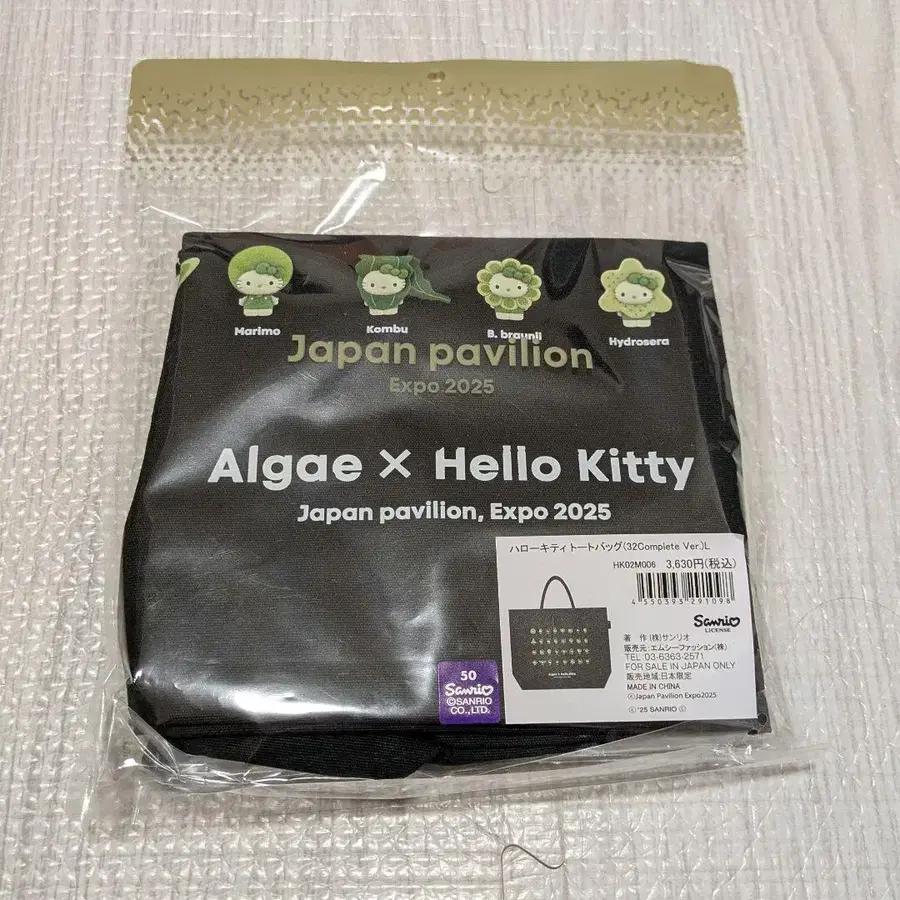 Marimo
Kombu
B. braunii
Hydrosera
Japan pavilion
Expo 2025
Algae × Hello Kitty
Japan pavilion, Expo 2025
ハローキティトートバッグ(32Complete Ver.)L
HK02M006 3,630円(税込)
4 550393 291098
Sanrio
LICENSE
著 作 (株)サンリオ
販売元:エムシーファッション(株)
TEL:03-6363-2571
FOR SALE IN JAPAN ONLY
販売地域:日本限定
MADE IN CHINA
©Japan Pavilion Expo2025
©'25 SANRIO Ⓛ
50
Sanrio
©SANRIO
CO.,LTD.